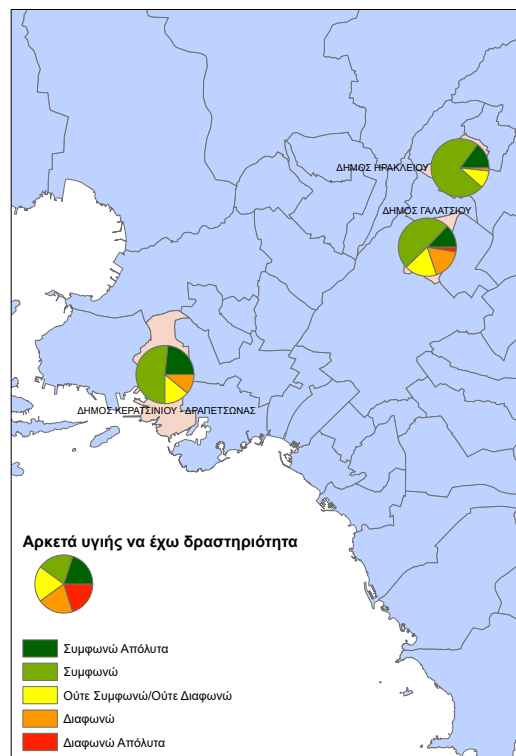 ΔΗΜΟΣ ΗΡΑΚΛΕΙΟΥ
ΔΗΜΟΣ ΓΑΛΑΤΣΙΟΥ
ΔΗΜΟΣ ΚΕΡΑΤΣΙΝΙΟΥ - ΔΡΑΠΕΤΣΩΝΑΣ
Αρκετά υγιής να έχω δραστηριότητα
Συμφωνώ Απόλυτα
Συμφωνώ
Ούτε Συμφωνώ/Ούτε Διαφωνώ
Διαφωνώ
Διαφωνώ Απόλυτα